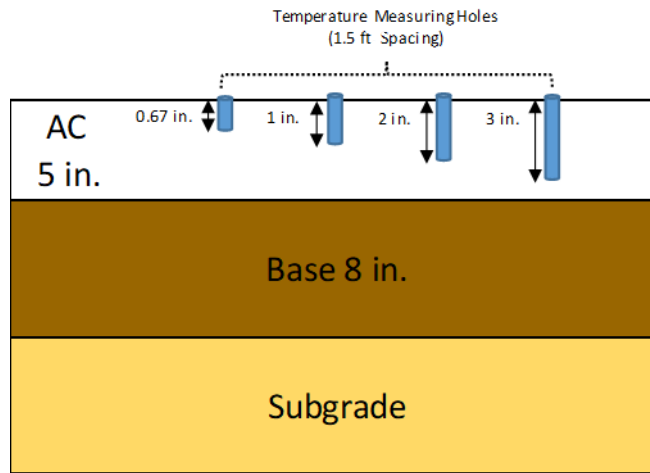 Temperature Measuring Holes
(1.5 ft Spacing)
AC
5 in.
0.67 in.
1 in.
2 in.
3 in.
Base 8 in.
Subgrade